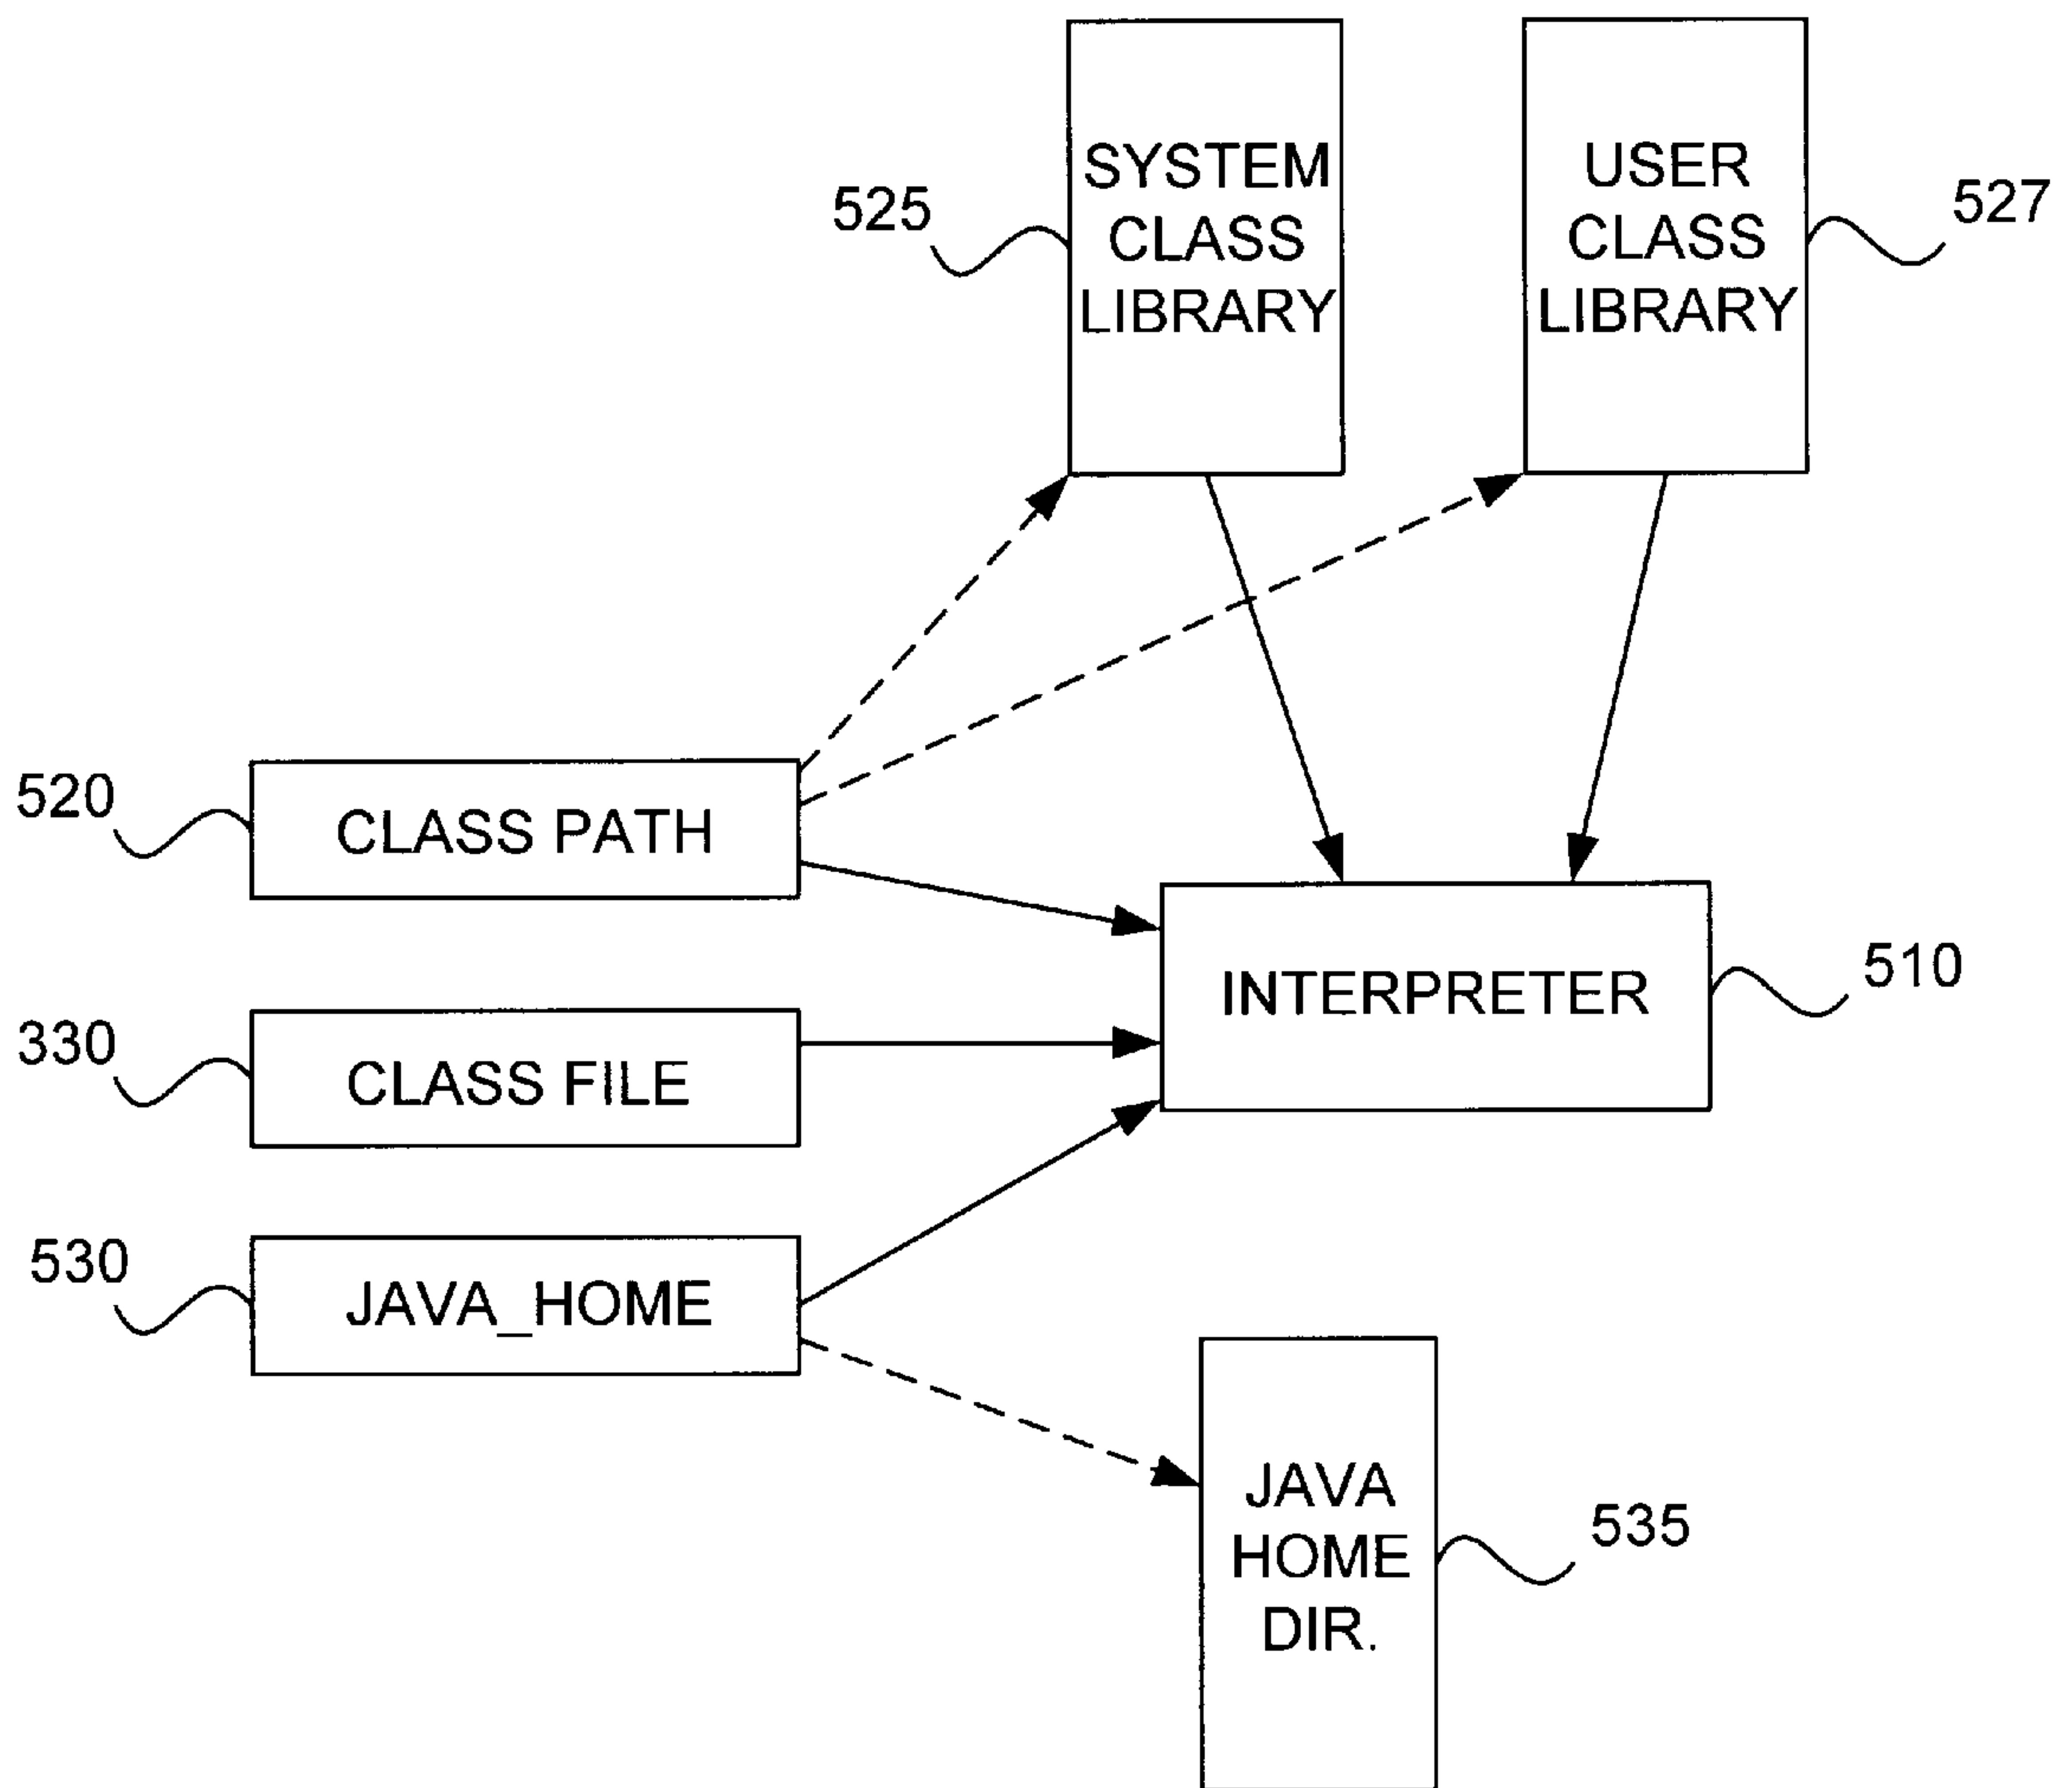 SYSTEM
CLASS
LIBRARY
525
USER
CLASS
LIBRARY
527
520
CLASS PATH
INTERPRETER
510
330
CLASS FILE
530
JAVA_HOME
JAVA
HOME
DIR.
535